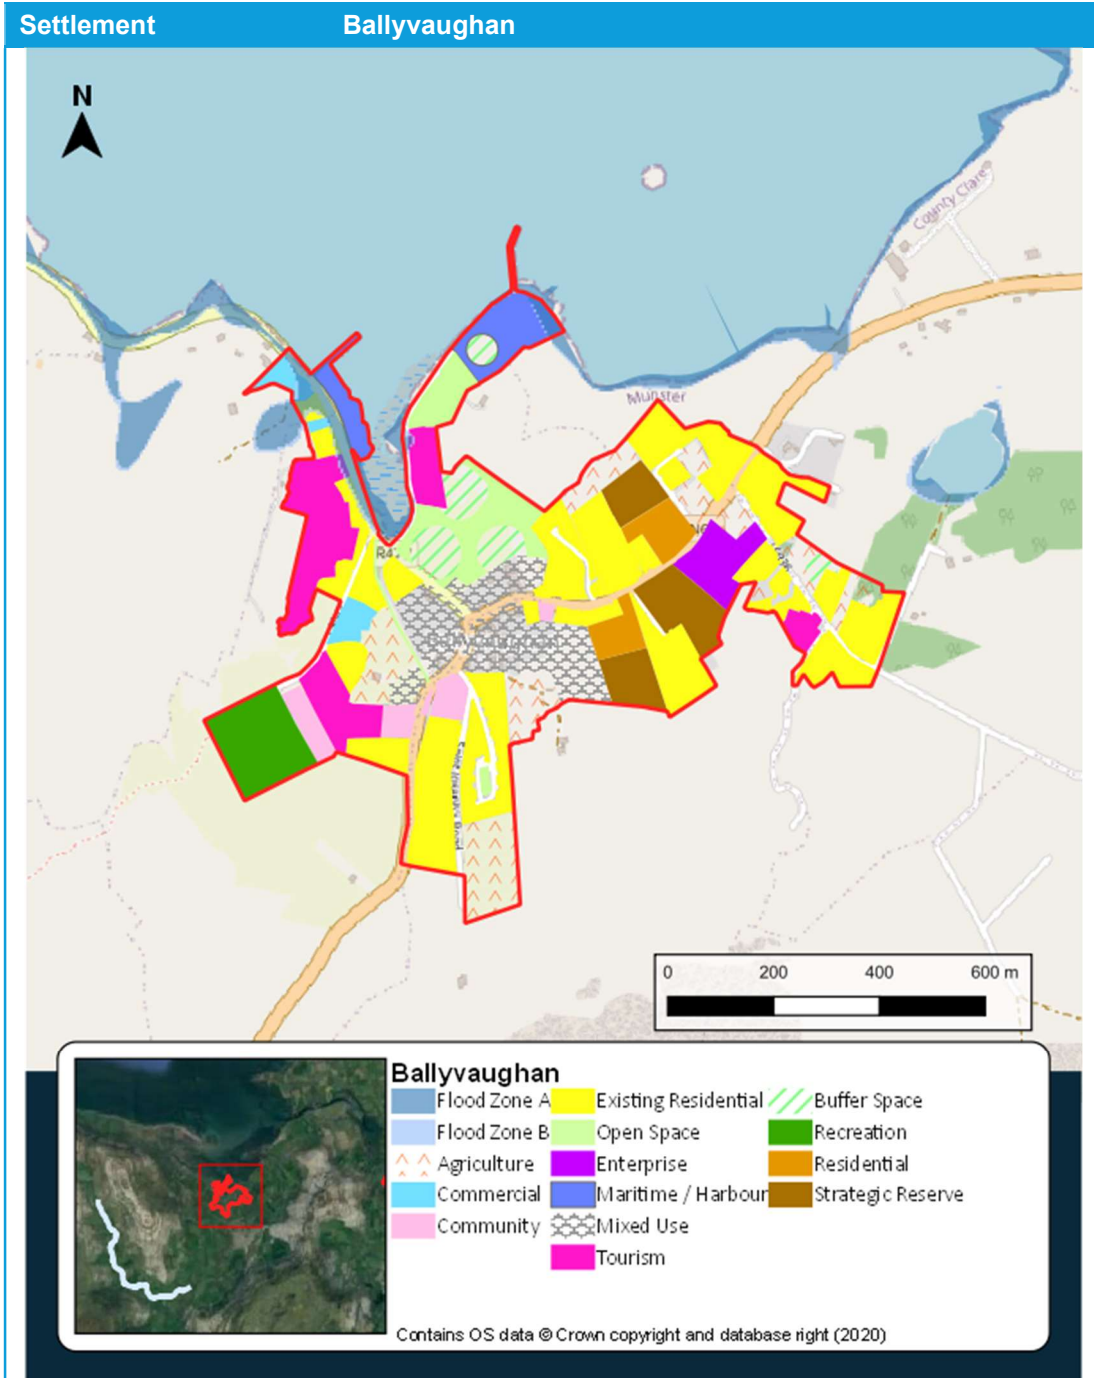 Settlement Ballyvaughan
N
County Clare
Munster
R47
Ballyvaughan
0 200 400 600 m
Ballyvaughan
Flood Zone A Existing Residential Buffer Space
Flood Zone B Open Space Recreation
Agriculture Enterprise Residential
Commercial Maritime / Harbour Strategic Reserve
Community Mixed Use
Tourism
Contains OS data © Crown copyright and database right (2020)